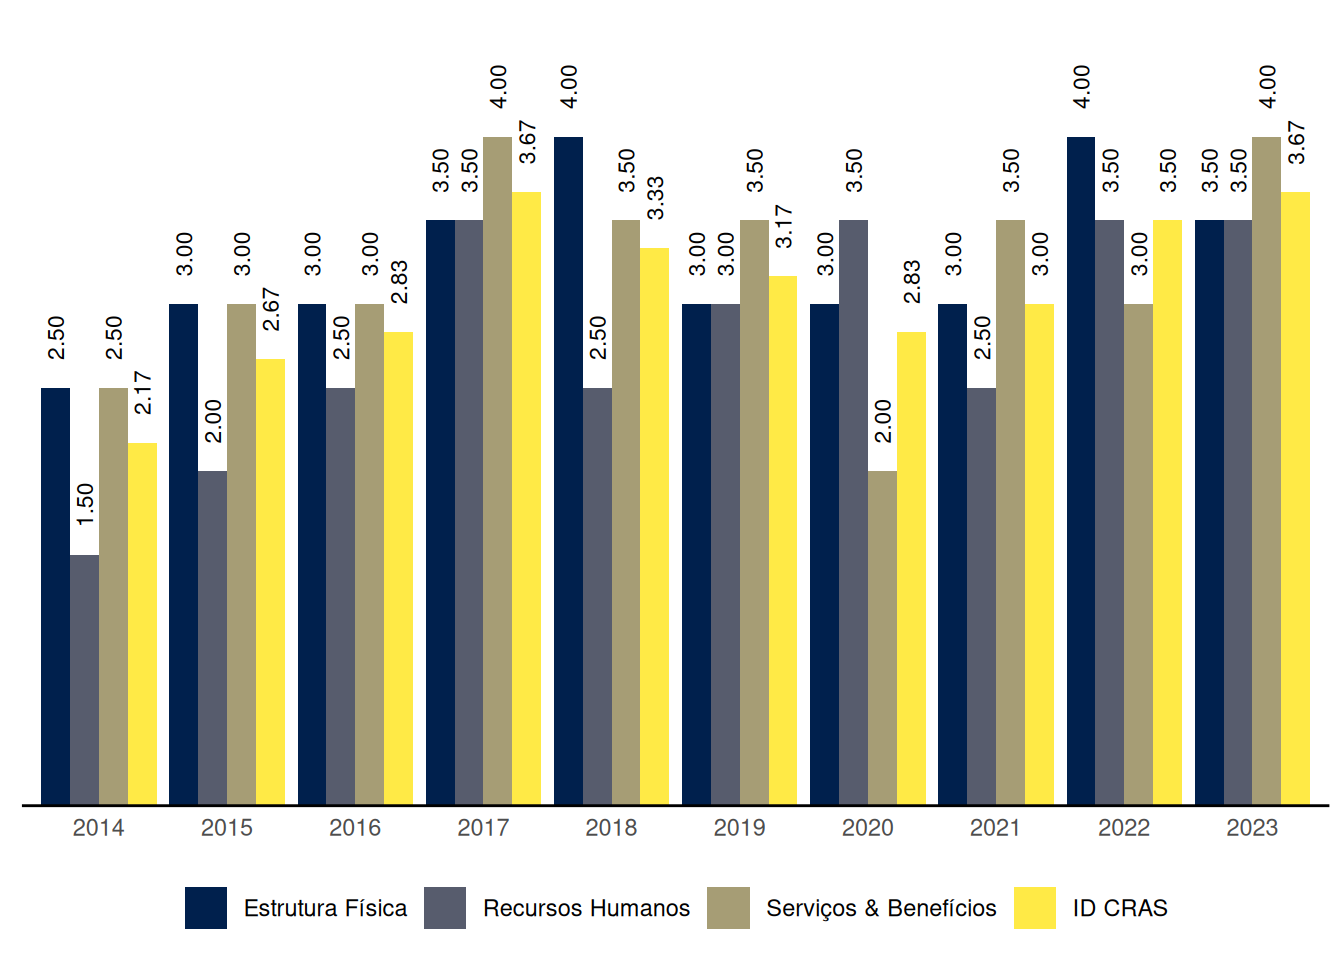 2.50 1.50 2.50 2.17
3.00 2.00 3.00 2.67
3.00 2.50 3.00 2.83
3.50 3.50 4.00 3.67
4.00 2.50 3.50 3.33
3.00 3.00 3.50 3.17
3.00 3.50 2.00 2.83
3.00 2.50 3.50 3.00
4.00 3.50 3.00 3.50
3.50 3.50 4.00 3.67
2014 2015 2016 2017 2018 2019 2020 2021 2022 2023
Estrutura Física Recursos Humanos Serviços & Benefícios ID CRAS